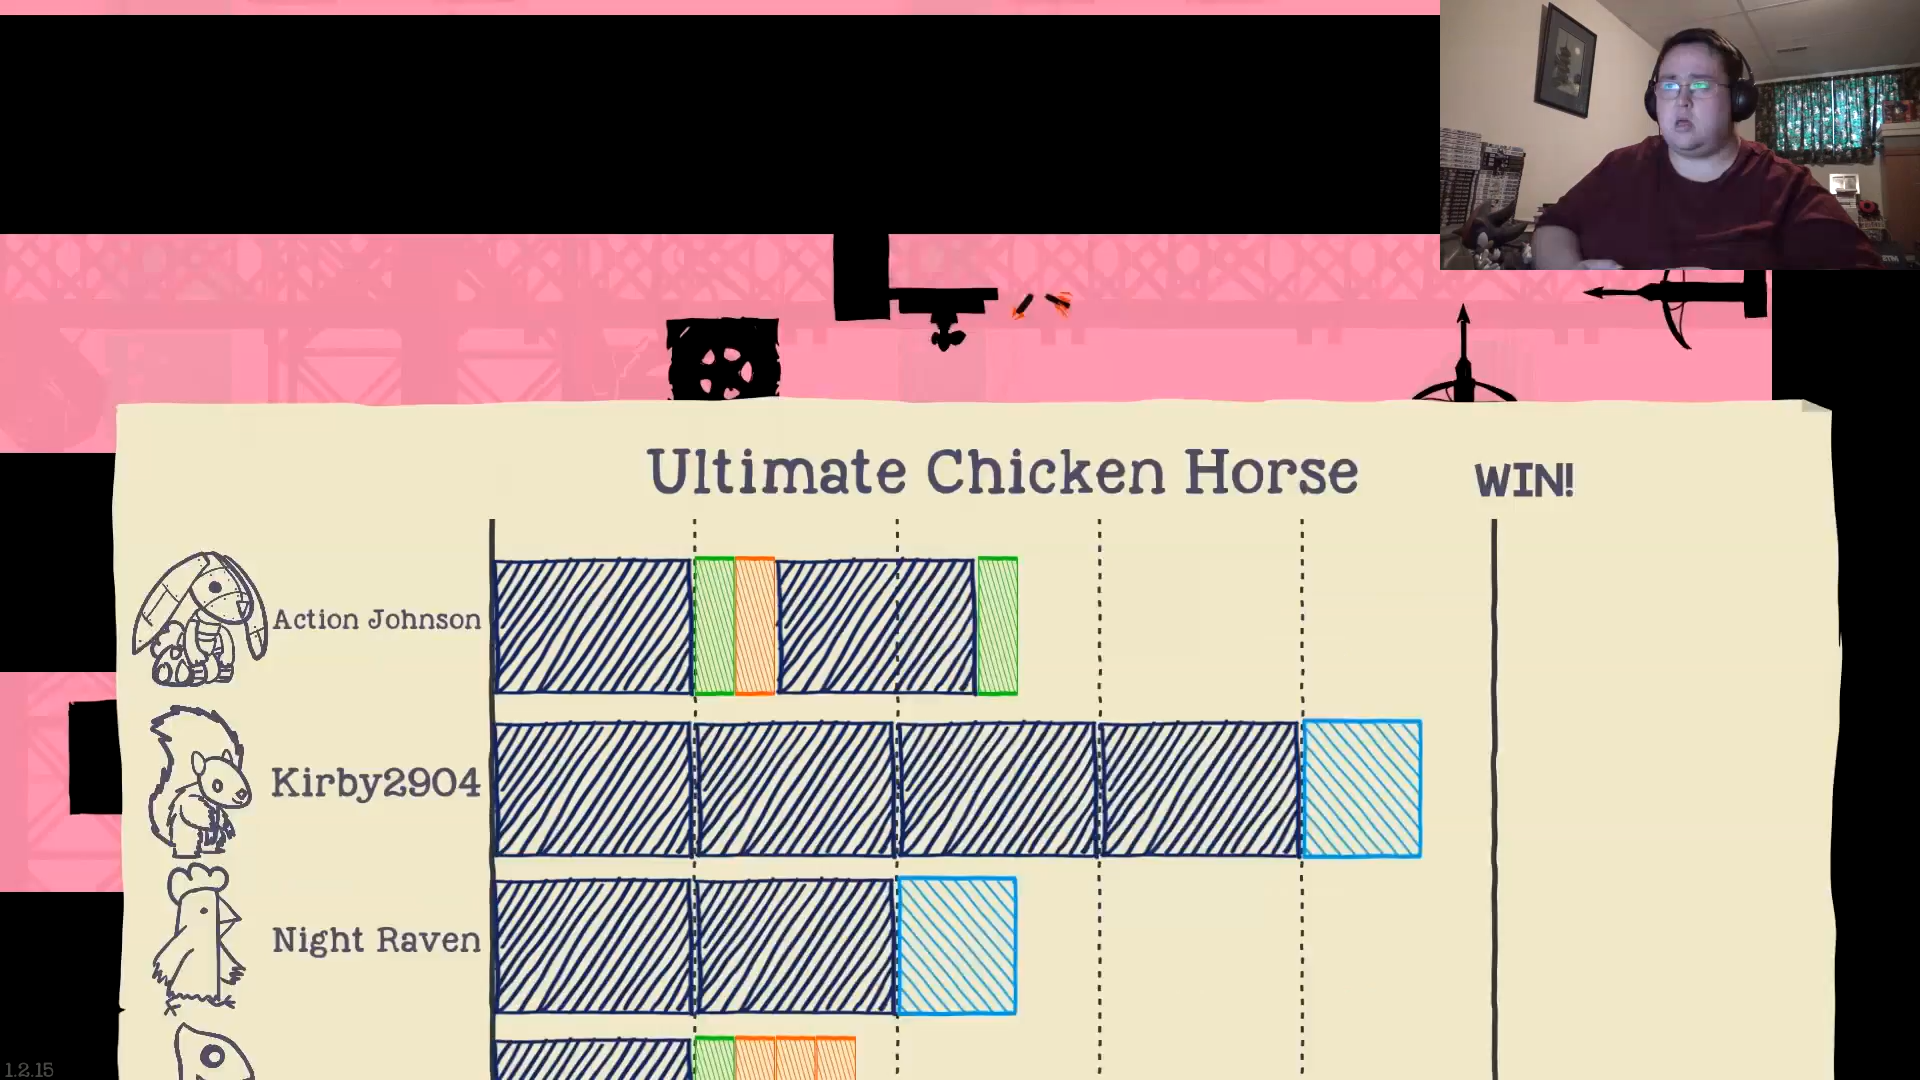 Ultimate Chicken Horse
WIN!
Action Johnson
Kirby2904
Night Raven
1.2.15